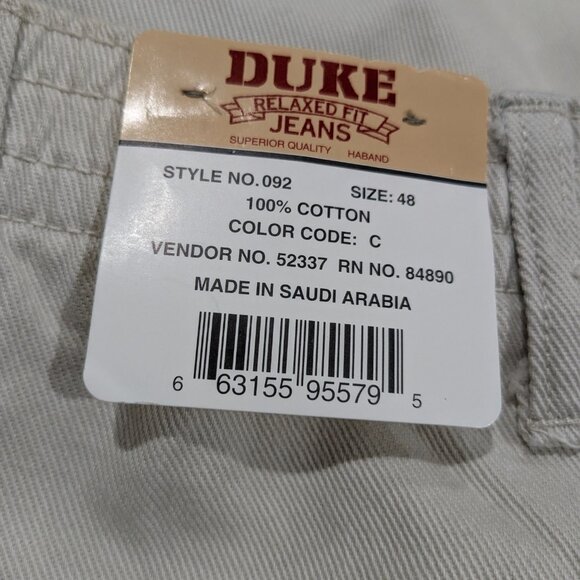 DUKE
RELAXED FIT
JEANS
SUPERIOR QUALITY HABAND
STYLE NO. 092 SIZE: 48
100% COTTON
COLOR CODE: C
VENDOR NO. 52337 RN NO. 84890
MADE IN SAUDI ARABIA
6 63155 95579 5